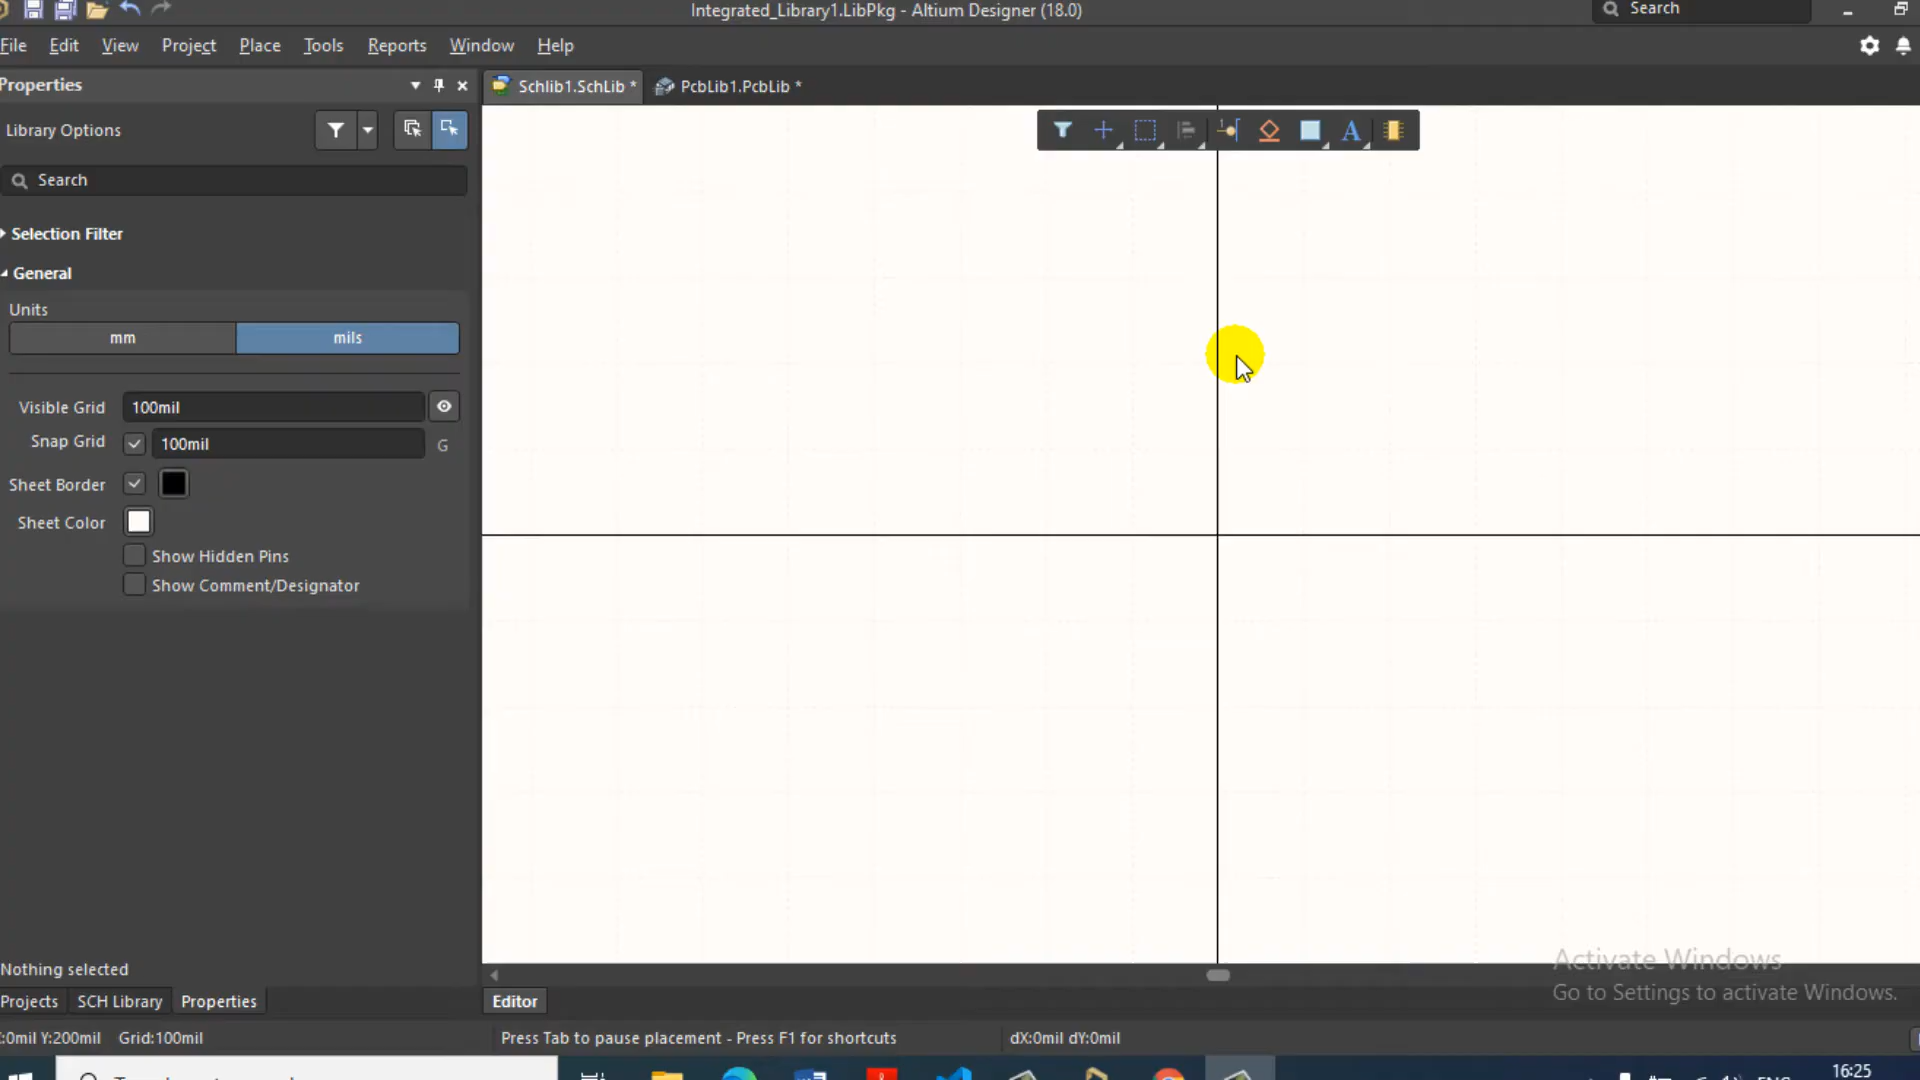 Integrated_Library1.LibPkg - Altium Designer (18.0)
Search
File Edit View Project Place Tools Reports Window Help
Properties
Schlib1.SchLib *
PcbLib1.PcbLib *
Library Options
Search
Selection Filter
General
Units
mm
mils
Visible Grid
100mil
Snap Grid
100mil
G
Sheet Border
Sheet Color
Show Hidden Pins
Show Comment/Designator
Nothing selected
Projects
SCH Library
Properties
Editor
Activate Windows
Go to Settings to activate Windows.
:0mil Y:200mil Grid:100mil
Press Tab to pause placement - Press F1 for shortcuts
dX:0mil dY:0mil
16:25
ENG